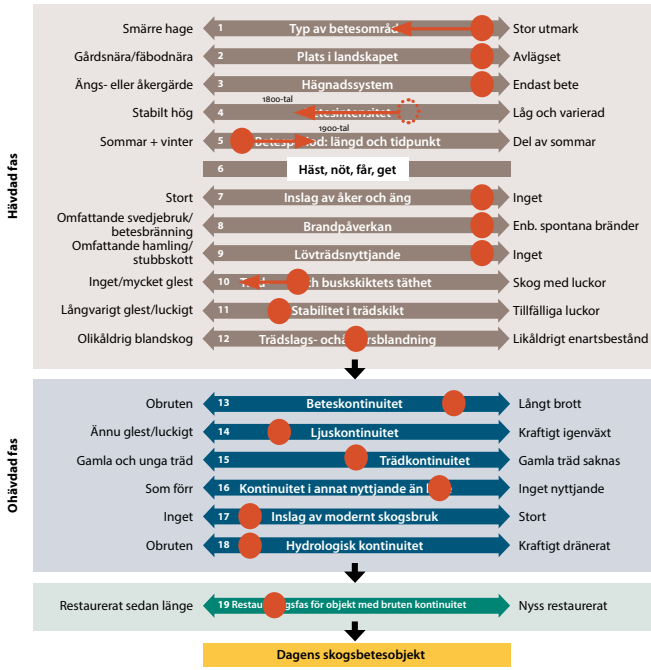 Smärre hage 1 Typ av betesområ Stor utmark
Gårdsnära/fäbodnära 2 Plats i landskapet Avlägset
Ängs- eller åkergärde 3 Hägnadssystem Endast bete
1800-tal
Stabilt hög 4 etesintensitet Låg och varierad
1900-tal
Sommar + vinter 5 Betesperiod: längd och tidpunkt Del av sommar
6 Häst, nöt, får, get
Stort 7 Inslag av åker och äng Inget
Omfattande svedjebruk/
betesbränning 8 Brandpåverkan Enb. spontana bränder
Omfattande hamling/
stubbskott 9 Lövträdsnyttjande Inget
Inget/mycket glest 10 ch buskskiktets täthet Skog med luckor
Långvarigt glest/luckigt 11 Stabilitet i trädskikt Tillfälliga luckor
Olikåldrig blandskog 12 Trädslags- och rsblandning Likåldrigt enartsbestånd
Hävdad fas
Obruten 13 Beteskontinuitet Långt brott
Ännu glest/luckigt 14 Ljuskontinuitet Kraftigt igenväxt
Gamla och unga träd 15 Trädkontinuitet Gamla träd saknas
Som förr 16 Kontinuitet i annat nyttjande än Inget nyttjande
Inget 17 Inslag av modernt skogsbruk Stort
Obruten 18 Hydrologisk kontinuitet Kraftigt dränerat
Ohävdad fas
Restaurerat sedan länge 19 Restau gsfas för objekt med bruten kontinuitet Nyss restaurerat
Dagens skogsbetesobjekt